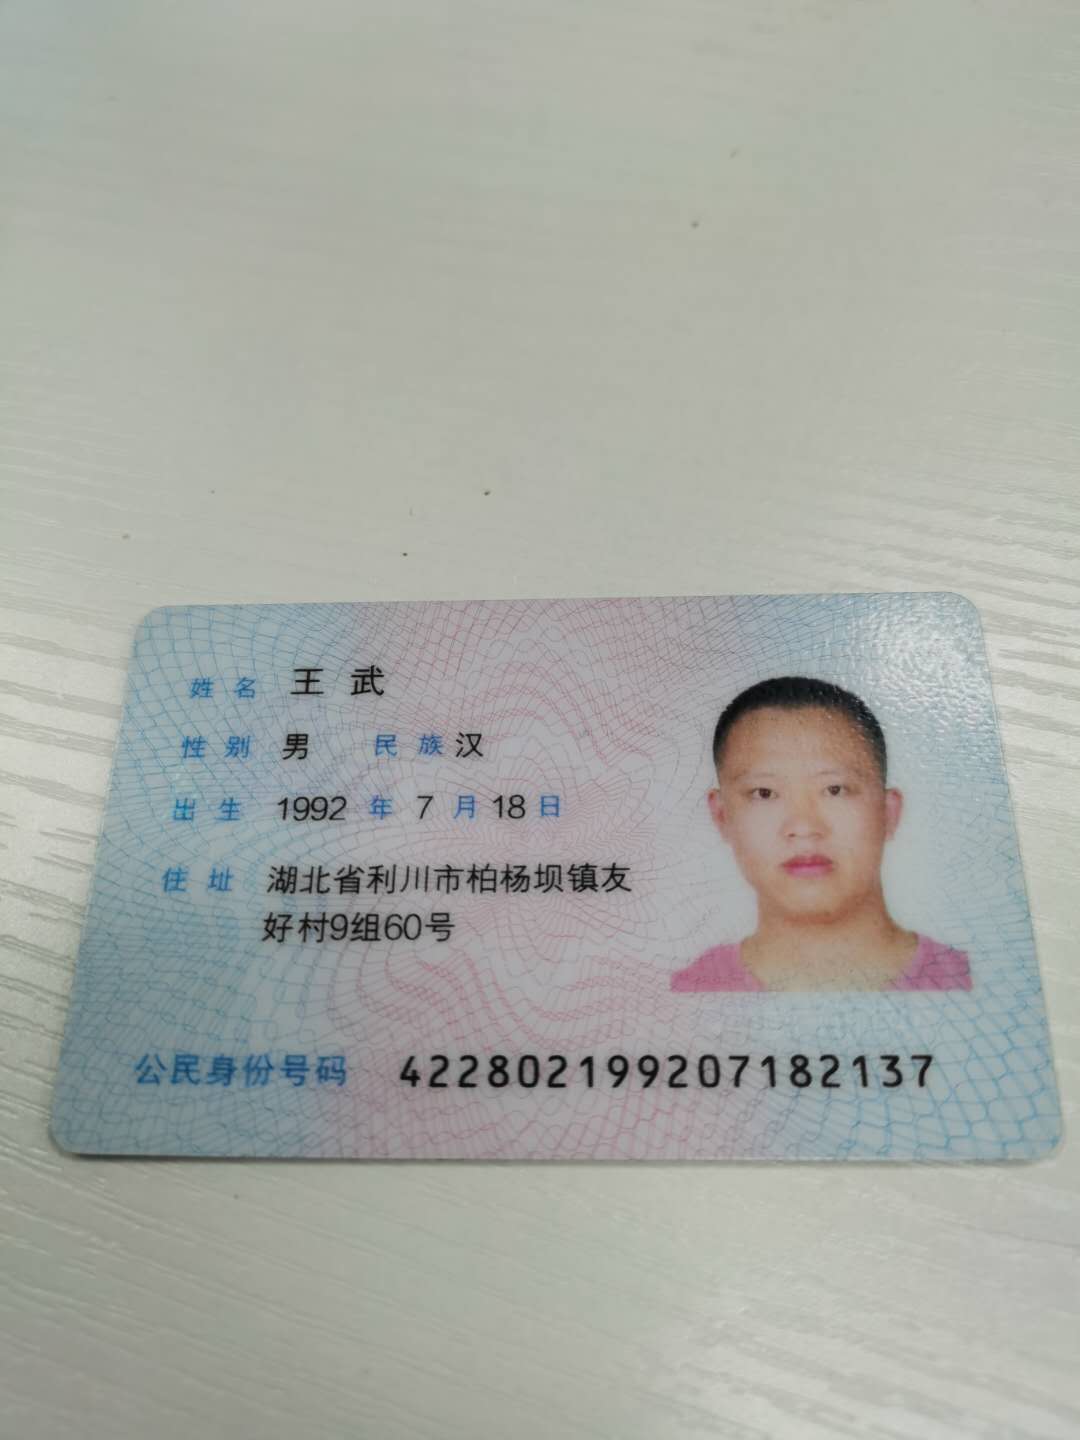 姓名 王武
性别 男 民族 汉
出生 1992 年 7 月 18 日
住址 湖北省利川市柏杨坝镇友
好村9组60号
公民身份号码 422802199207182137